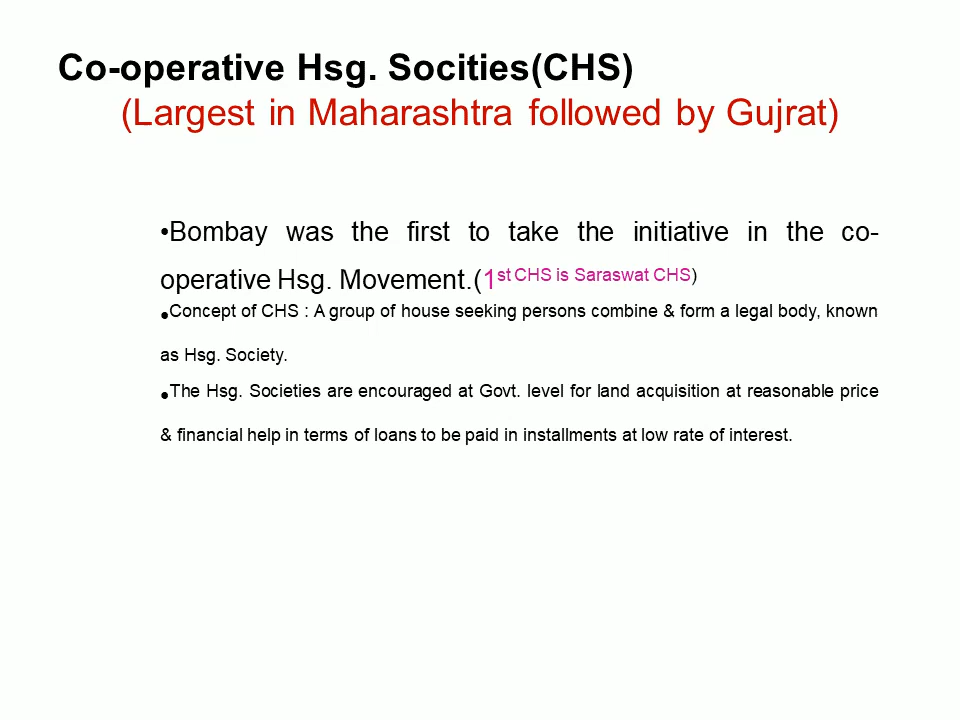 Co-operative Hsg. Socities(CHS)
(Largest in Maharashtra followed by Gujrat)
•Bombay was the first to take the initiative in the co-
operative Hsg. Movement.(1st CHS is Saraswat CHS)
•Concept of CHS : A group of house seeking persons combine & form a legal body, known
as Hsg. Society.
•The Hsg. Societies are encouraged at Govt. level for land acquisition at reasonable price
& financial help in terms of loans to be paid in installments at low rate of interest.